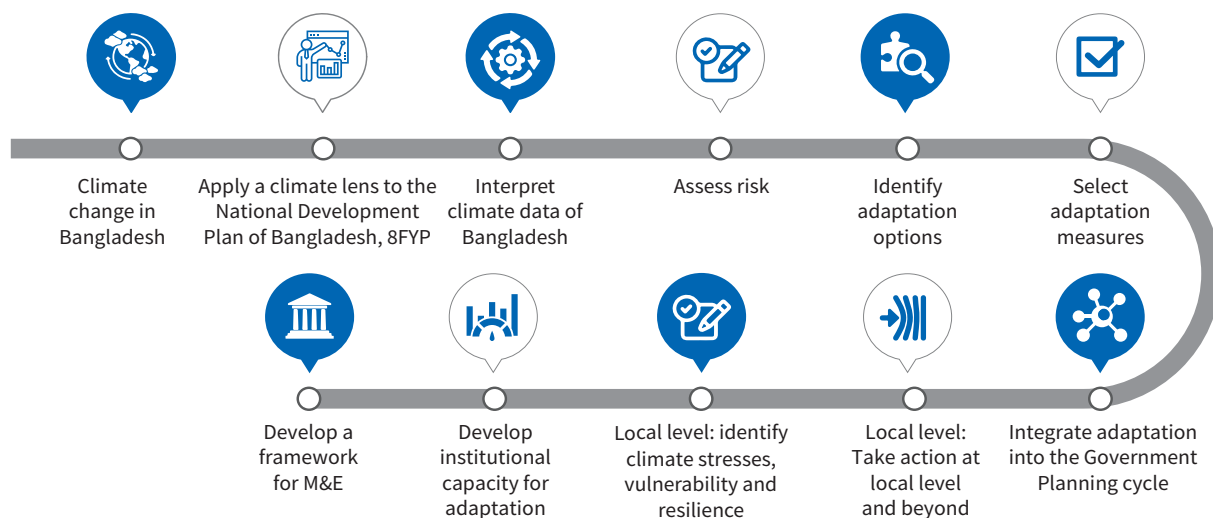 Climate
change in
Bangladesh
Apply a climate lens to the
National Development
Plan of Bangladesh, 8FYP
Interpret
climate data of
Bangladesh
Assess risk
Identify
adaptation
options
Select
adaptation
measures
Develop a
framework
for M&E
Develop
institutional
capacity for
adaptation
Local level: identify
climate stresses,
vulnerability and
resilience
Local level:
Take action at
local level
and beyond
Integrate adaptation
into the Government
Planning cycle